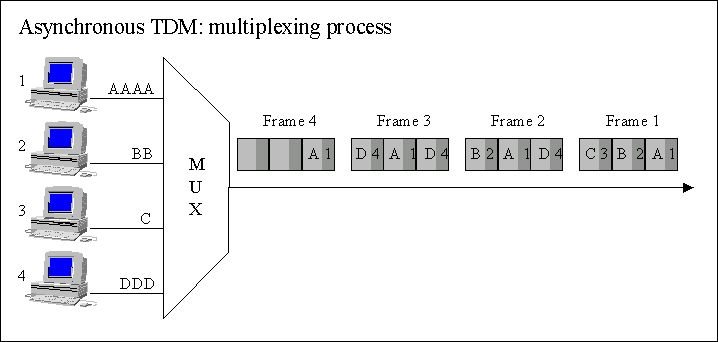 Asynchronous TDM: multiplexing process
1
AAAA
2
BB
3
C
4
DDD
M
U
X
Frame 4 Frame 3 Frame 2 Frame 1
A 1 D 4 A 1 D 4 B 2 A 1 D 4 C 3 B 2 A 1